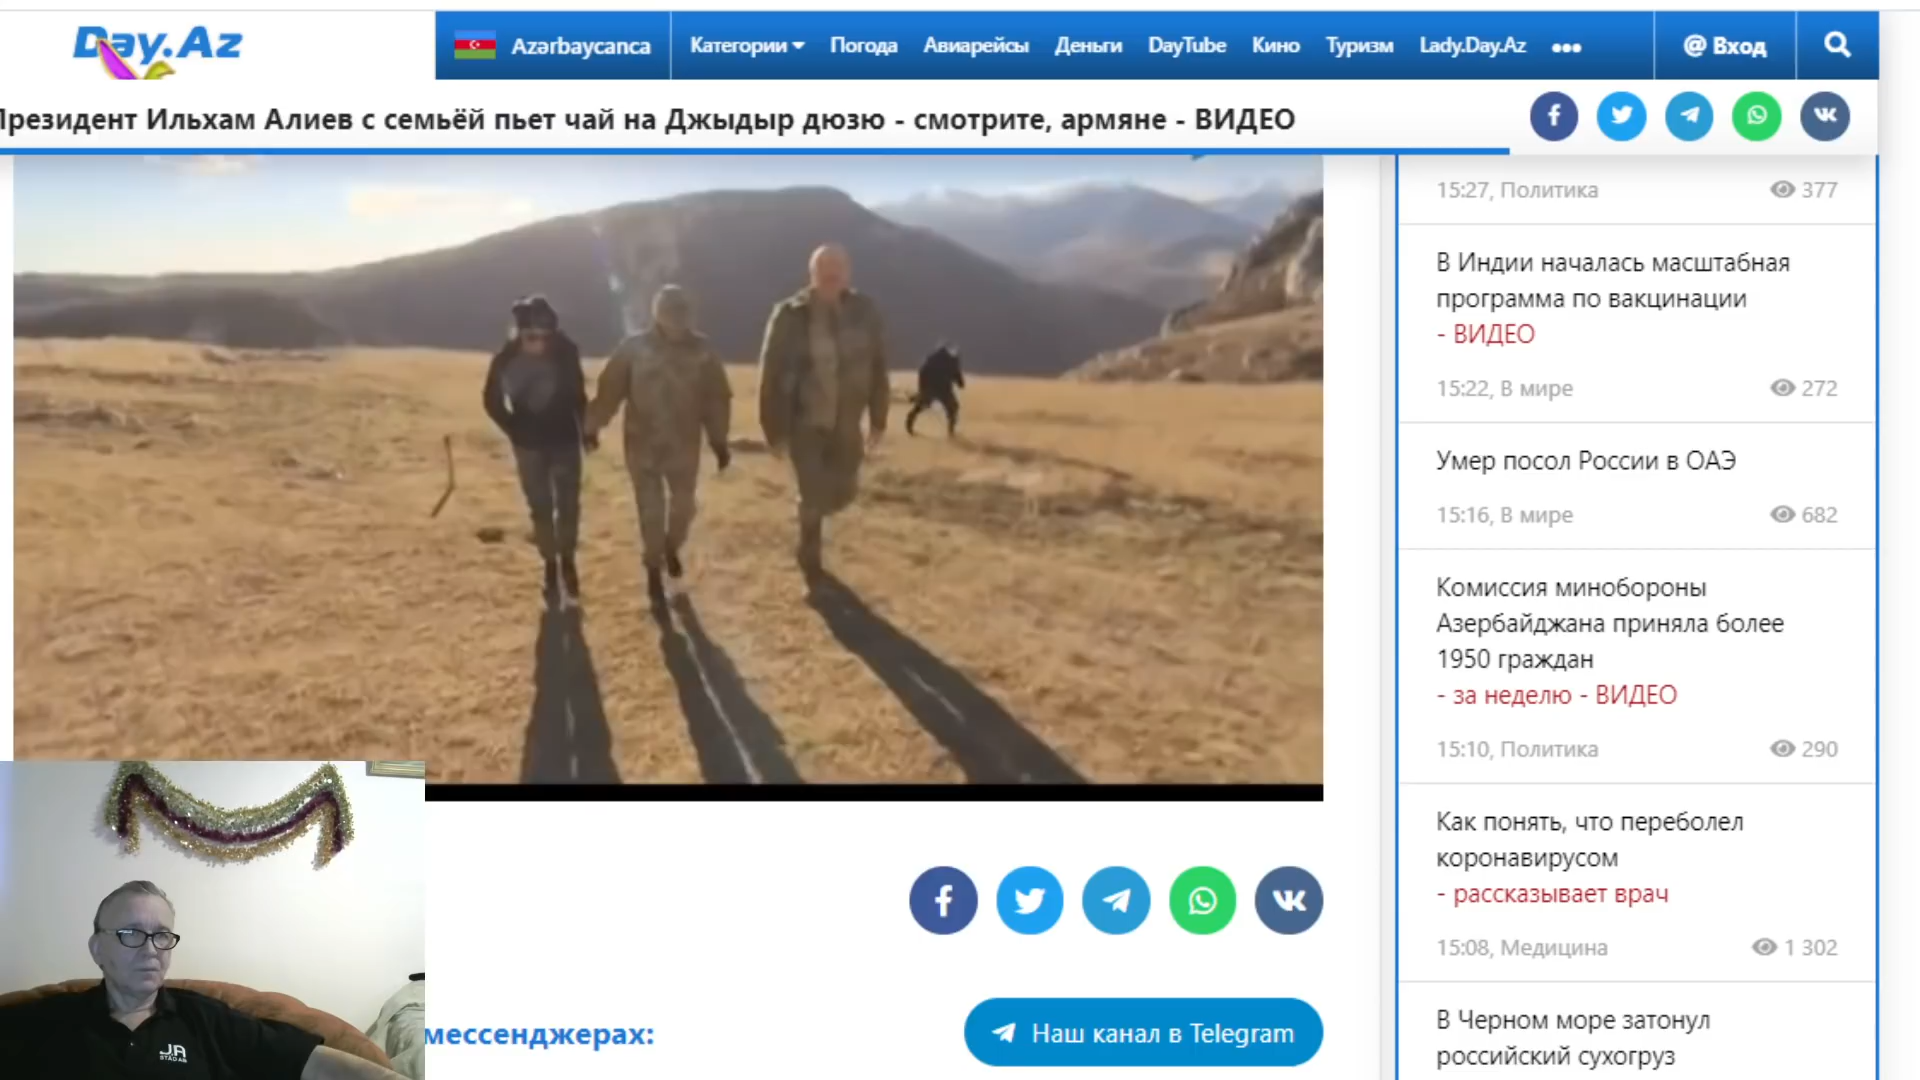 Day.Az
Azərbaycanca
Категории
Погода
Авиарейсы
Деньги
DayTube
Кино
Туризм
Lady.Day.Az
•••
@ Вход
Президент Ильхам Алиев с семьёй пьет чай на Джыдыр дюзю - смотрите, армяне - ВИДЕО
15:27, Политика
377
В Индии началась масштабная
программа по вакцинации
- ВИДЕО
15:22, В мире
272
Умер посол России в ОАЭ
15:16, В мире
682
Комиссия минобороны
Азербайджана приняла более
1950 граждан
- за неделю - ВИДЕО
15:10, Политика
290
Как понять, что переболел
коронавирусом
- рассказывает врач
15:08, Медицина
1 302
В Черном море затонул
российский сухогруз
мессенджерах:
Наш канал в Telegram
J.A